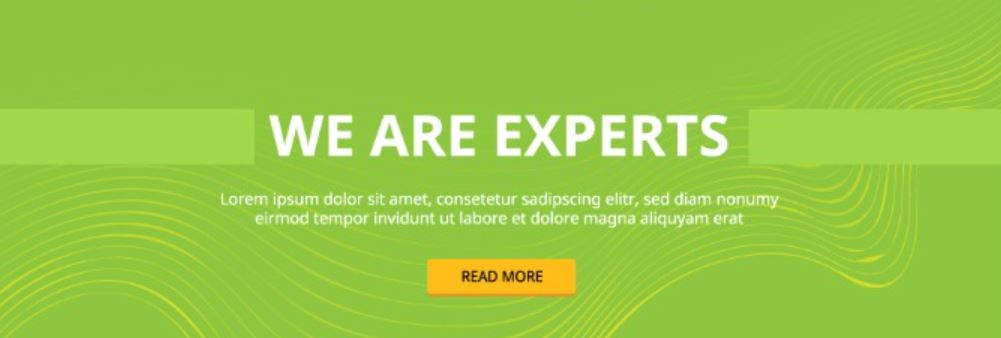 WE ARE EXPERTS
Lorem ipsum dolor sit amet, consetetur sadipscing elitr, sed diam nonumy
eirmod tempor invidunt ut labore et dolore magna aliquyam erat
READ MORE